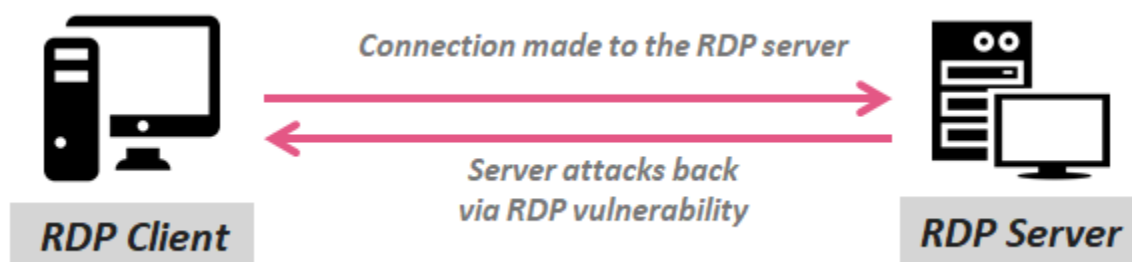 Connection made to the RDP server
Server attacks back
via RDP vulnerability
RDP Client
RDP Server